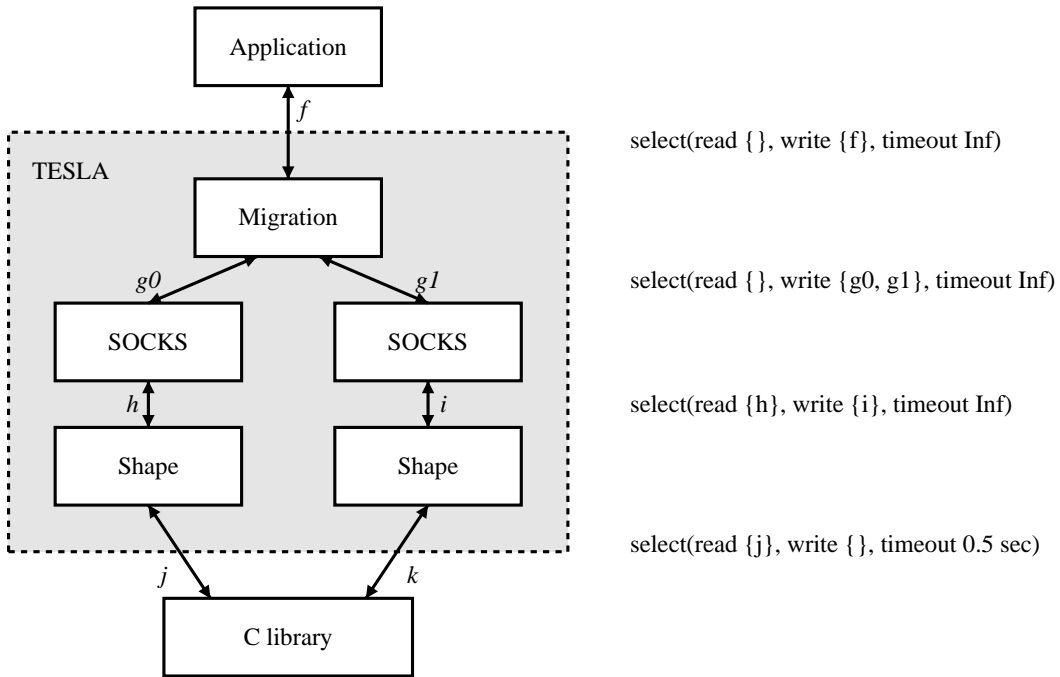 Application
f
select(read {}, write {f}, timeout Inf)
TESLA
Migration
g0
g1
select(read {}, write {g0, g1}, timeout Inf)
SOCKS
SOCKS
h
i
select(read {h}, write {i}, timeout Inf)
Shape
Shape
select(read {j}, write {}, timeout 0.5 sec)
j
k
C library